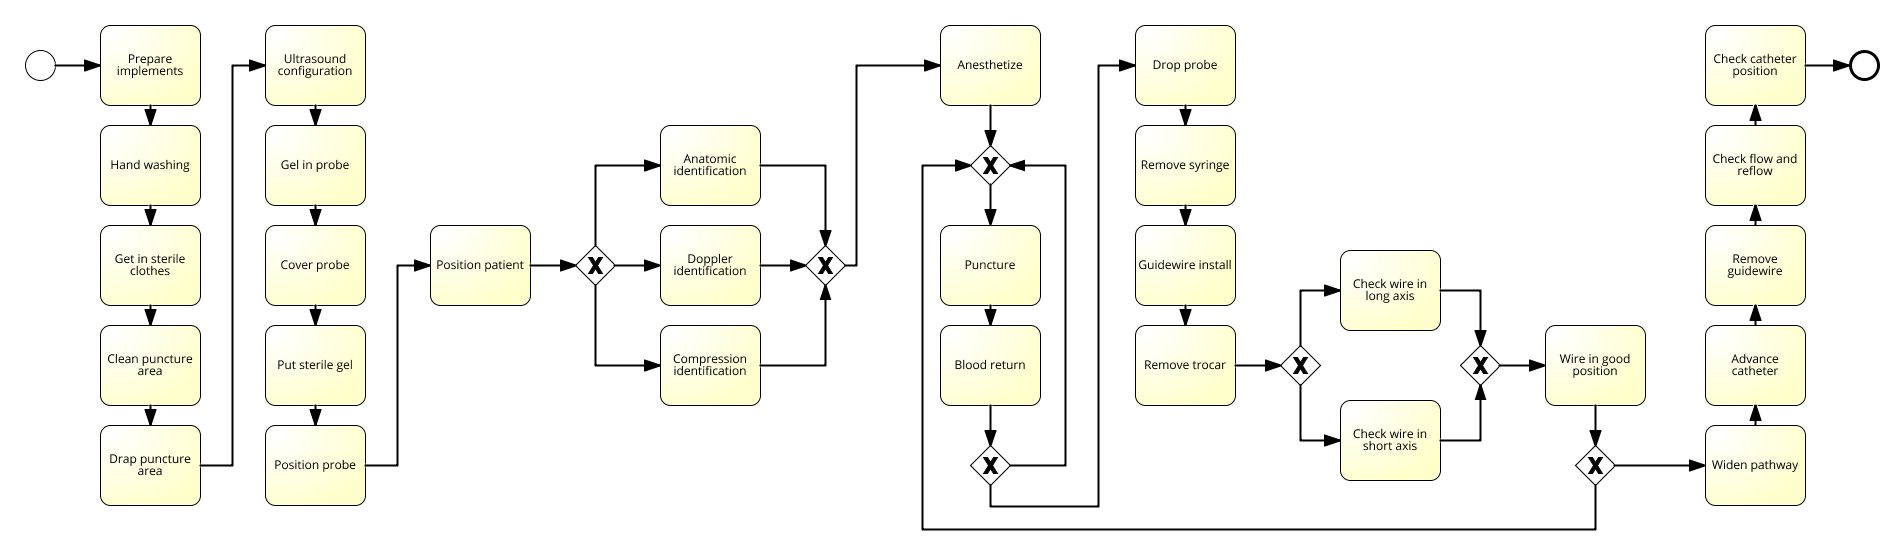 Prepare
implements
Hand washing
Get in sterile
clothes
Clean puncture
area
Drap puncture
area
Ultrasound
configuration
Gel in probe
Cover probe
Put sterile gel
Position probe
Position patient
X
Anatomic
identification
Doppler
identification
Compression
identification
X
Anesthetize
X
Puncture
Blood return
X
Drop probe
Remove syringe
Guidewire install
Remove trocar
X
Check wire in
long axis
Check wire in
short axis
X
Wire in good
position
X
Widen pathway
Advance
catheter
Remove
guidewire
Check flow and
reflow
Check catheter
position